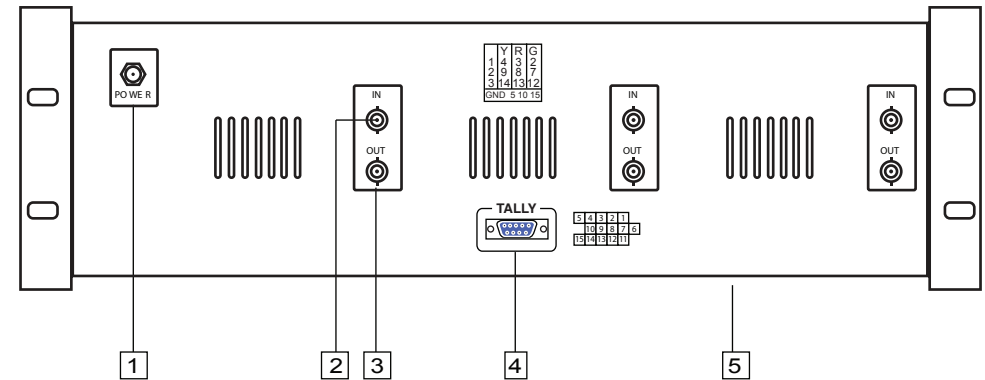 Y R G
1 4 3 2
2 9 8 7
3 14 13 12
GND 5 10 15
PO WE R
IN
IN
IN
OUT
OUT
OUT
TALLY
5 4 3 2 1
10 9 8 7 6
15 14 13 12 11
1
2
3
4
5